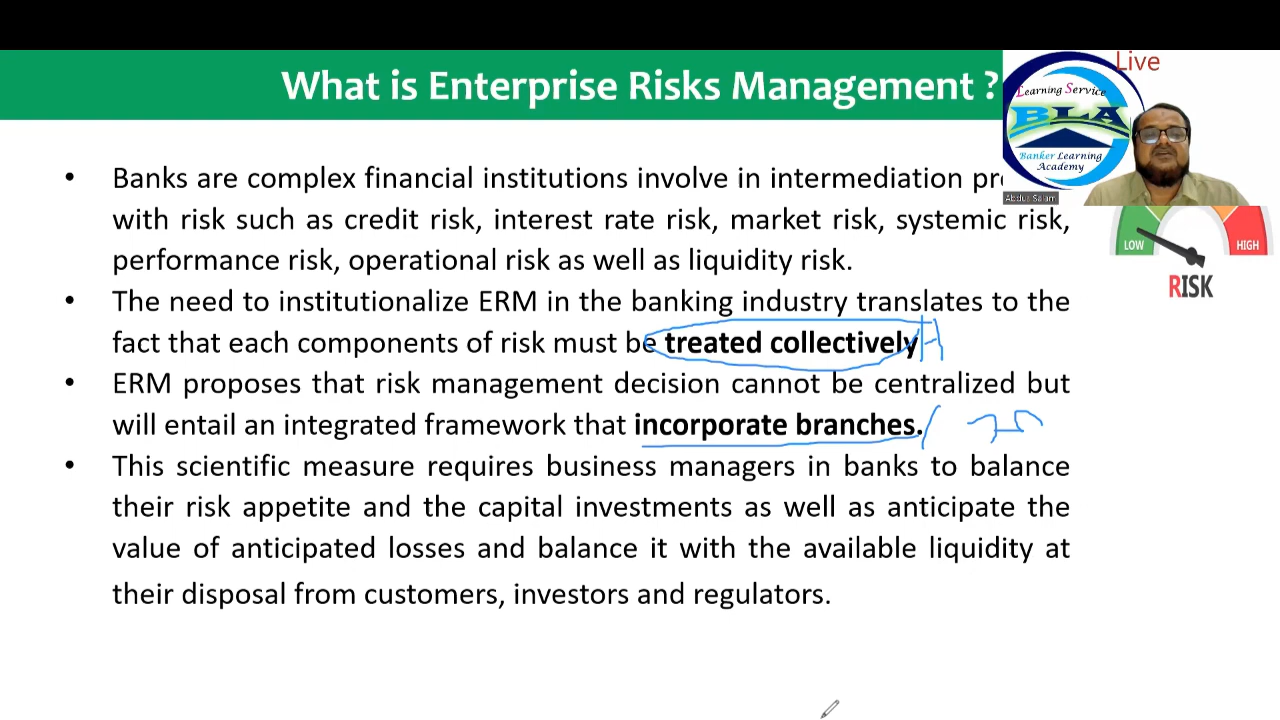 What is Enterprise Risks Management ?
Live
Learning Service
BLA
Banker Learning
Academy
Abdus Salam
• Banks are complex financial institutions involve in intermediation
with risk such as credit risk, interest rate risk, market risk, systemic risk,
performance risk, operational risk as well as liquidity risk.
LOW
HIGH
RISK
• The need to institutionalize ERM in the banking industry translates to the
fact that each components of risk must be treated collectively
• ERM proposes that risk management decision cannot be centralized but
will entail an integrated framework that incorporate branches.
• This scientific measure requires business managers in banks to balance
their risk appetite and the capital investments as well as anticipate the
value of anticipated losses and balance it with the available liquidity at
their disposal from customers, investors and regulators.